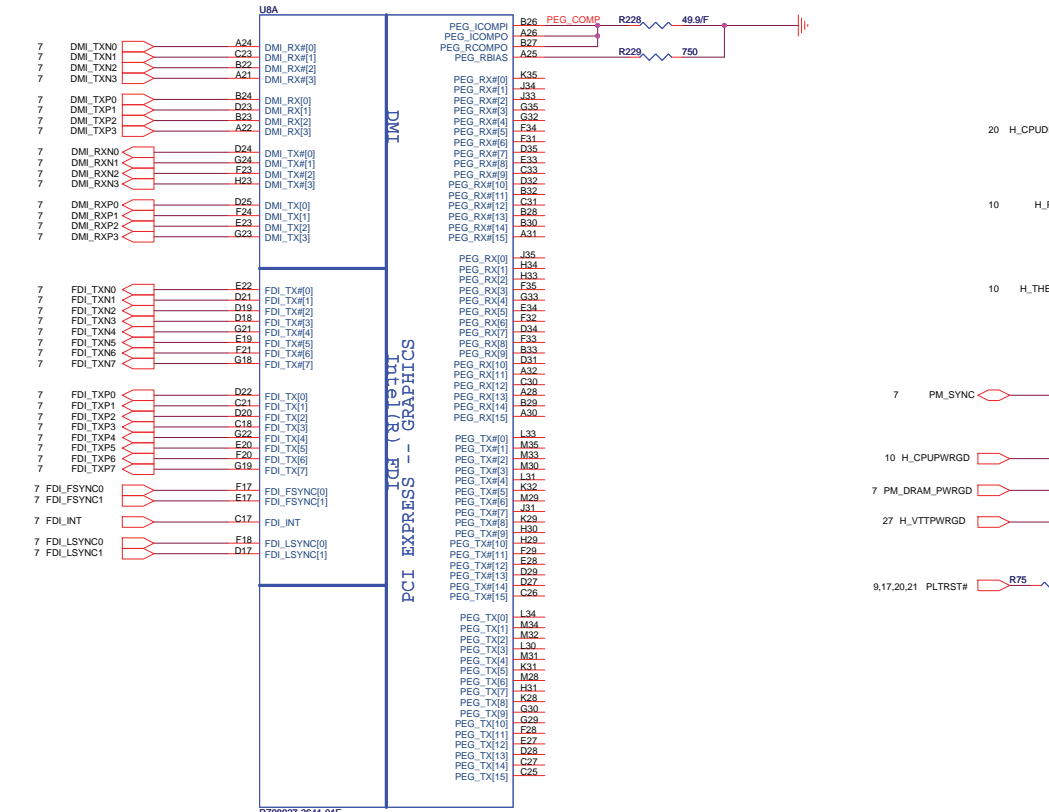 U8A
7 DMI_TXN0 A24 DMI_RX#[0]
7 DMI_TXN1 C23 DMI_RX#[1]
7 DMI_TXN2 B22 DMI_RX#[2]
7 DMI_TXN3 A21 DMI_RX#[3]
7 DMI_TXP0 B24 DMI_RX[0]
7 DMI_TXP1 D23 DMI_RX[1]
7 DMI_TXP2 B23 DMI_RX[2]
7 DMI_TXP3 A22 DMI_RX[3]
7 DMI_RXN0 D24 DMI_TX#[0]
7 DMI_RXN1 G24 DMI_TX#[1]
7 DMI_RXN2 F23 DMI_TX#[2]
7 DMI_RXN3 H23 DMI_TX#[3]
7 DMI_RXP0 D25 DMI_TX[0]
7 DMI_RXP1 F24 DMI_TX[1]
7 DMI_RXP2 E23 DMI_TX[2]
7 DMI_RXP3 G23 DMI_TX[3]
DMI
7 FDI_TXN0 E22 FDI_TX#[0]
7 FDI_TXN1 D21 FDI_TX#[1]
7 FDI_TXN2 D19 FDI_TX#[2]
7 FDI_TXN3 D18 FDI_TX#[3]
7 FDI_TXN4 G21 FDI_TX#[4]
7 FDI_TXN5 E19 FDI_TX#[5]
7 FDI_TXN6 F21 FDI_TX#[6]
7 FDI_TXN7 G18 FDI_TX#[7]
7 FDI_TXP0 D22 FDI_TX[0]
7 FDI_TXP1 C21 FDI_TX[1]
7 FDI_TXP2 D20 FDI_TX[2]
7 FDI_TXP3 C18 FDI_TX[3]
7 FDI_TXP4 G22 FDI_TX[4]
7 FDI_TXP5 E20 FDI_TX[5]
7 FDI_TXP6 F20 FDI_TX[6]
7 FDI_TXP7 G19 FDI_TX[7]
7 FDI_FSYNC0 F17 FDI_FSYNC[0]
7 FDI_FSYNC1 E17 FDI_FSYNC[1]
7 FDI_INT C17 FDI_INT
7 FDI_LSYNC0 F18 FDI_LSYNC[0]
7 FDI_LSYNC1 D17 FDI_LSYNC[1]
Intel(R) FDI
PCI EXPRESS -- GRAPHICS
PEG_ICOMPI B26 PEG_COMP R228 49.9/F
PEG_ICOMPO A26
PEG_RCOMPO B27
PEG_RBIAS A25 R229 750
PEG_RX#[0] K35
PEG_RX#[1] J34
PEG_RX#[2] J33
PEG_RX#[3] G35
PEG_RX#[4] G32
PEG_RX#[5] F34
PEG_RX#[6] F31
PEG_RX#[7] D35
PEG_RX#[8] E33
PEG_RX#[9] C33
PEG_RX#[10] D32
PEG_RX#[11] B32
PEG_RX#[12] C31
PEG_RX#[13] B28
PEG_RX#[14] B30
PEG_RX#[15] A31
PEG_RX[0] J35
PEG_RX[1] H34
PEG_RX[2] H33
PEG_RX[3] F35
PEG_RX[4] G33
PEG_RX[5] E34
PEG_RX[6] F32
PEG_RX[7] D34
PEG_RX[8] F33
PEG_RX[9] B33
PEG_RX[10] D31
PEG_RX[11] A32
PEG_RX[12] C30
PEG_RX[13] A28
PEG_RX[14] B29
PEG_RX[15] A30
PEG_TX#[0] L33
PEG_TX#[1] M35
PEG_TX#[2] M33
PEG_TX#[3] M30
PEG_TX#[4] L31
PEG_TX#[5] K32
PEG_TX#[6] M29
PEG_TX#[7] J31
PEG_TX#[8] K29
PEG_TX#[9] H30
PEG_TX#[10] H29
PEG_TX#[11] F29
PEG_TX#[12] E28
PEG_TX#[13] D29
PEG_TX#[14] D27
PEG_TX#[15] C26
PEG_TX[0] L34
PEG_TX[1] M34
PEG_TX[2] M32
PEG_TX[3] L30
PEG_TX[4] M31
PEG_TX[5] K31
PEG_TX[6] M28
PEG_TX[7] H31
PEG_TX[8] K28
PEG_TX[9] G30
PEG_TX[10] G29
PEG_TX[11] F28
PEG_TX[12] E27
PEG_TX[13] D28
PEG_TX[14] C27
PEG_TX[15] C25
20 H_CPUD
10
10 H_THE
7 PM_SYNC
10 H_CPUPWRGD
7 PM_DRAM_PWRGD
27 H_VTTPWRGD
9,17,20,21 PLTRST# R75